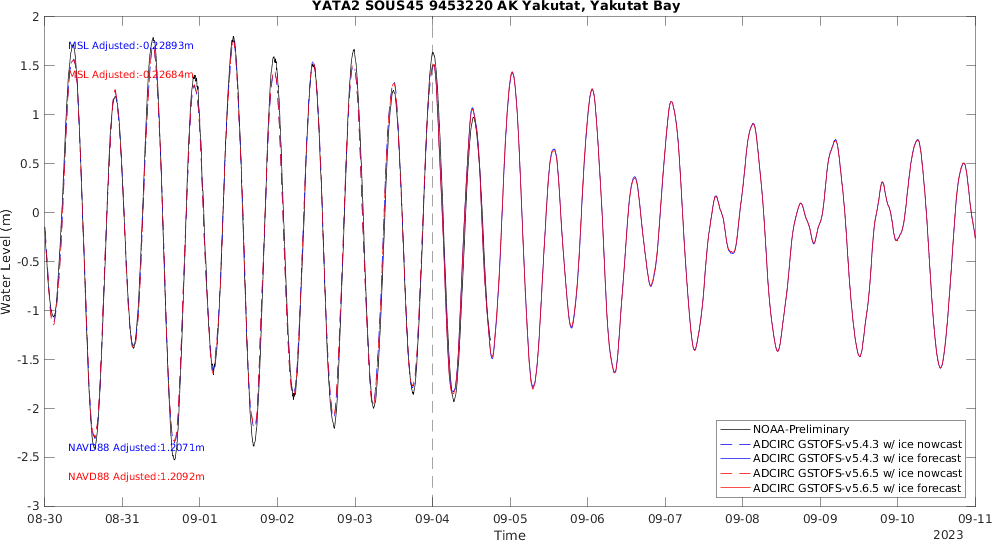 YATA2 SOUS45 9453220 AK Yakutat, Yakutat Bay
2
1.5
1
0.5
0
-0.5
-1
-1.5
-2
-2.5
-3
Water Level (m)
MSL Adjusted:-0.22893m
MSL Adjusted:-0.22684m
NAVD88 Adjusted:1.2071m
NAVD88 Adjusted:1.2092m
NOAA-Preliminary
ADCIRC GSTOFS-v5.4.3 w/ ice nowcast
ADCIRC GSTOFS-v5.4.3 w/ ice forecast
ADCIRC GSTOFS-v5.6.5 w/ ice nowcast
ADCIRC GSTOFS-v5.6.5 w/ ice forecast
08-30 08-31 09-01 09-02 09-03 09-04 09-05 09-06 09-07 09-08 09-09 09-10 09-11
Time
2023